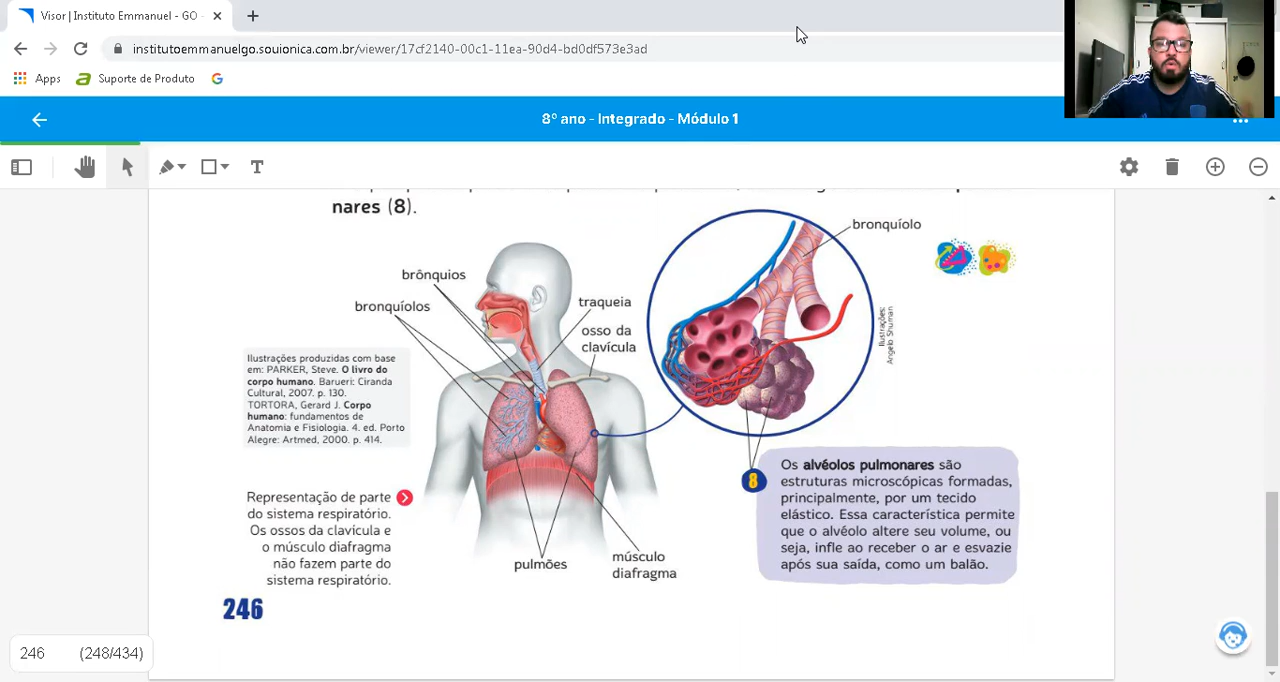 Visor | Instituto Emmanuel - GO
institutoemmanuelgo.souionica.com.br/viewer/17cf2140-00c1-11ea-90d4-bd0df573e3ad
Apps
Suporte de Produto
8º ano - Integrado - Módulo 1
nares (8).
bronquíolo
brônquios
bronquíolos
traqueia
osso da
clavícula
Ilustrações:
Angelo Shuman
Ilustrações produzidas com base
em: PARKER, Steve. O livro do
corpo humano. Barueri: Ciranda
Cultural, 2007. p. 130.
TORTORA, Gerard J. Corpo
humano: fundamentos de
Anatomia e Fisiologia. 4. ed. Porto
Alegre: Artmed, 2000. p. 414.
8
Os alvéolos pulmonares são
estruturas microscópicas formadas,
principalmente, por um tecido
elástico. Essa característica permite
que o alvéolo altere seu volume, ou
seja, infle ao receber o ar e esvazie
após sua saída, como um balão.
Representação de parte
do sistema respiratório.
Os ossos da clavícula e
o músculo diafragma
não fazem parte do
sistema respiratório.
pulmões
músculo
diafragma
246
246 (248/434)